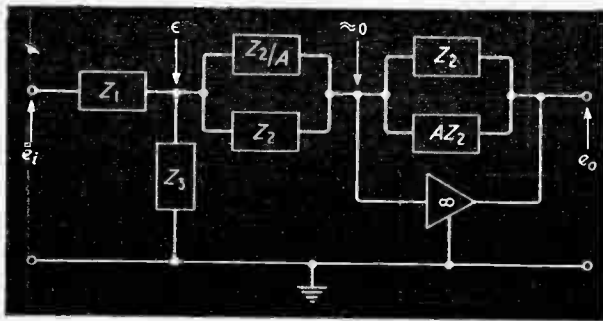 ϵ
≈0
Z₂/A
Z₂
Z₁
Z₂
AZ₂
eᵢ
Z₃
∞
eₒ